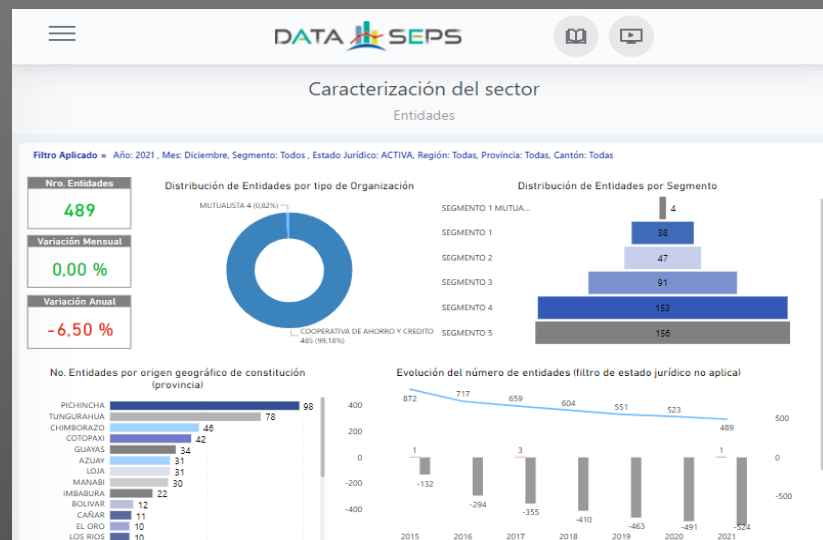 DATA SEPS
Caracterización del sector
Entidades
Filtro Aplicado = Año: 2021 , Mes: Diciembre, Segmento: Todos , Estado Jurídico: ACTIVA, Región: Todas, Provincia: Todas, Cantón: Todas
Nro. Entidades
489
Variación Mensual
0,00 %
Variación Anual
-6,50 %
Distribución de Entidades por tipo de Organización
MUTUALISTA 4 (0,82%)
COOPERATIVA DE AHORRO Y CREDITO
485 (99,18%)
Distribución de Entidades por Segmento
SEGMENTO 1 MUTUA... 4
SEGMENTO 1 38
SEGMENTO 2 47
SEGMENTO 3 91
SEGMENTO 4 153
SEGMENTO 5 156
No. Entidades por origen geográfico de constitución
(provincia)
PICHINCHA 98
TUNGURAHUA 78
CHIMBORAZO 46
COTOPAXI 42
GUAYAS 34
AZUAY 31
LOJA 31
MANABI 30
IMBABURA 22
BOLIVAR 12
CAÑAR 11
EL ORO 10
LOS RIOS 10
Evolución del número de entidades (filtro de estado jurídico no aplica)
400
200
0
-200
-400
872 717 659 604 551 523 489
1 3 1
-132 -294 -355 -410 -463 -491 -524
500
0
-500
2015 2016 2017 2018 2019 2020 2021